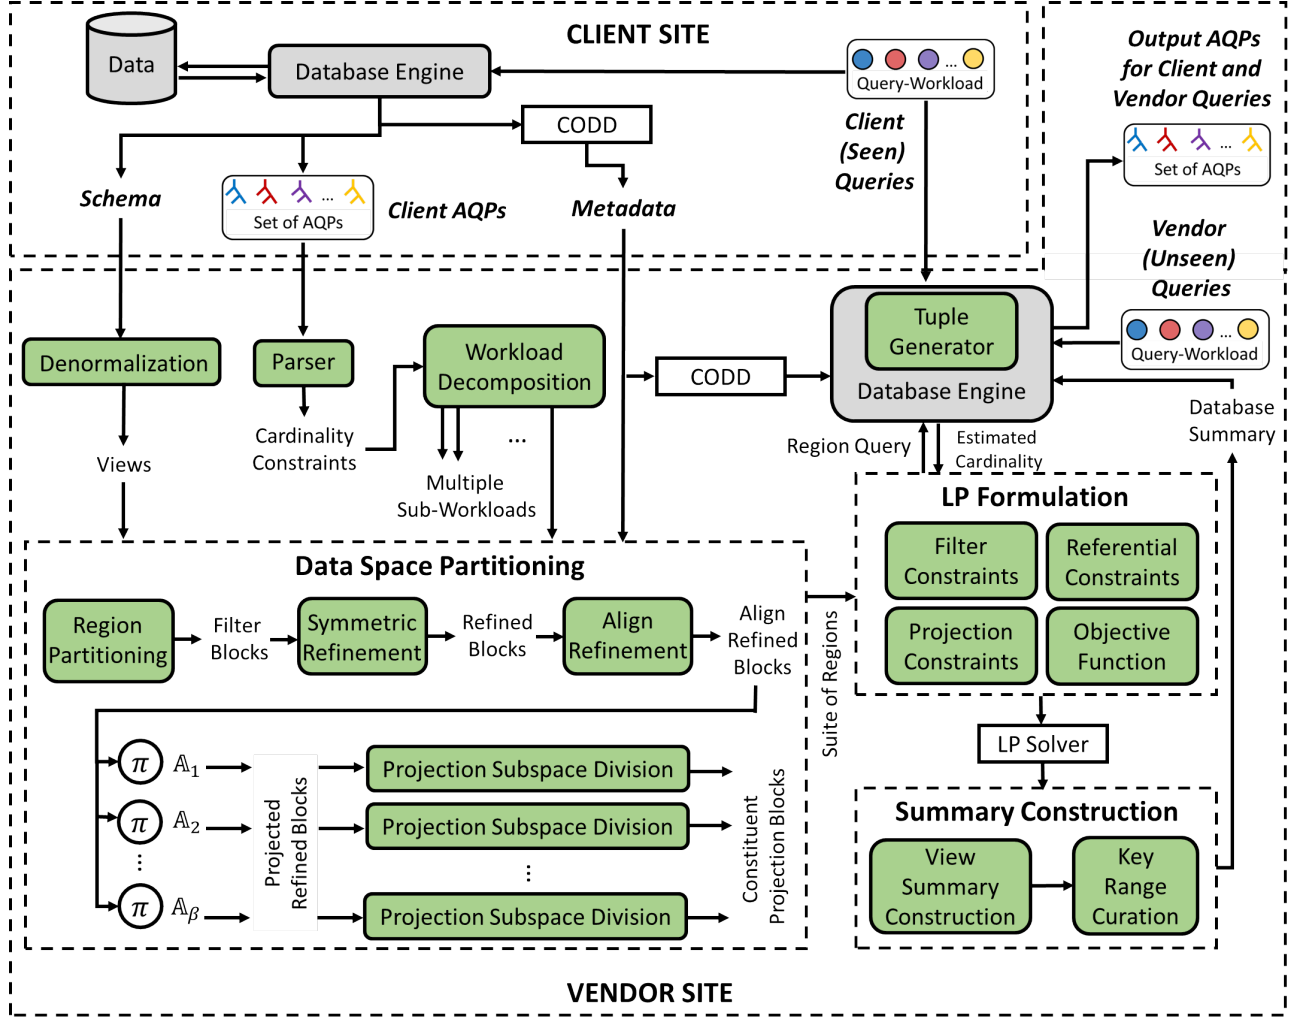 CLIENT SITE
Data
Database Engine
...
Query-Workload
CODD
Client
(Seen)
Queries
Output AQPs
for Client and
Vendor Queries
...
Set of AQPs
Schema
...
Set of AQPs
Client AQPs
Metadata
Vendor
(Unseen)
Queries
...
Query-Workload
Tuple
Generator
Database Engine
Denormalization
Parser
Workload
Decomposition
CODD
Database
Summary
Views
Cardinality
Constraints
...
Multiple
Sub-Workloads
Region Query
Estimated
Cardinality
Data Space Partitioning
Region
Partitioning
Filter
Blocks
Symmetric
Refinement
Refined
Blocks
Align
Refinement
Align
Refined
Blocks
π 𝔸1
π 𝔸2
...
π 𝔸β
Projected
Refined Blocks
Projection Subspace Division
Projection Subspace Division
...
Projection Subspace Division
Constituent
Projection Blocks
Suite of Regions
LP Formulation
Filter
Constraints
Referential
Constraints
Projection
Constraints
Objective
Function
LP Solver
Summary Construction
View
Summary
Construction
Key
Range
Curation
VENDOR SITE